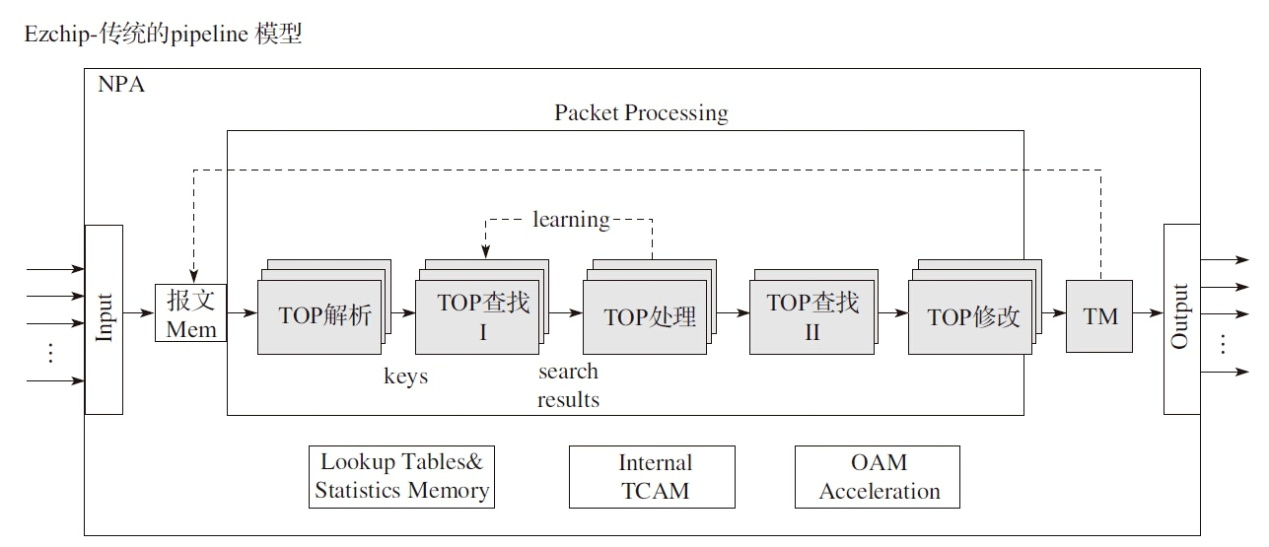 Ezchip-传统的pipeline 模型
NPA
Packet Processing
learning
Input
报文
Mem
TOP解析
TOP查找
I
TOP处理
TOP查找
II
TOP修改
TM
Output
keys
search
results
⋮
⋮
Lookup Tables&
Statistics Memory
Internal
TCAM
OAM
Acceleration